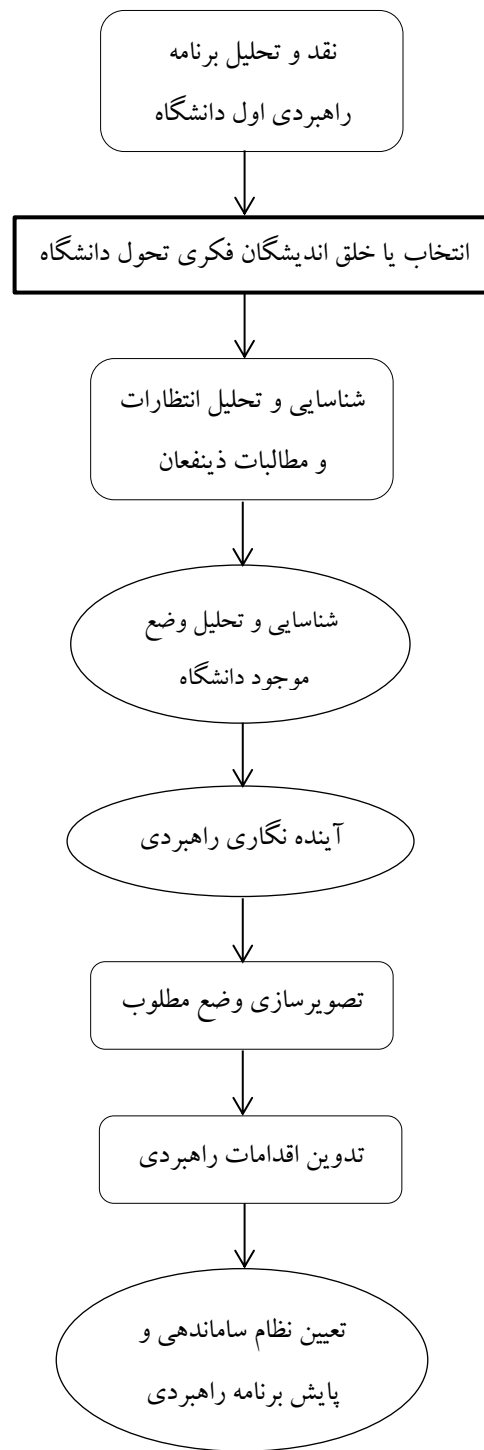 نقد و تحلیل برنامه
راهبردی اول دانشگاه
انتخاب یا خلق اندیشگان فکری تحول دانشگاه
شناسایی و تحلیل انتظارات
و مطالبات ذینفعان
شناسایی و تحلیل وضع
موجود دانشگاه
آینده نگاری راهبردی
تصویرسازی وضع مطلوب
تدوین اقدامات راهبردی
تعیین نظام ساماندهی و
پایش برنامه راهبردی